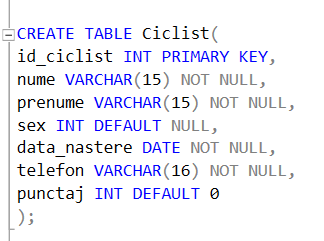 CREATE TABLE Ciclist(
id_ciclist INT PRIMARY KEY,
nume VARCHAR(15) NOT NULL,
prenume VARCHAR(15) NOT NULL,
sex INT DEFAULT NULL,
data_nastere DATE NOT NULL,
telefon VARCHAR(16) NOT NULL,
punctaj INT DEFAULT 0
);